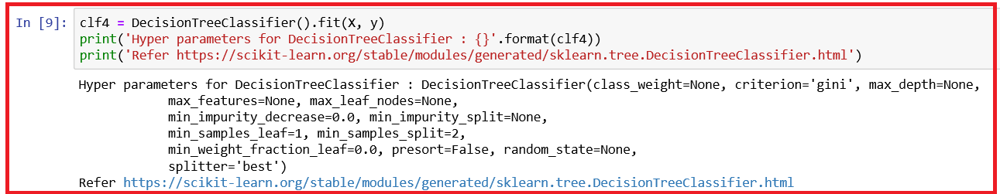 In [9]: clf4 = DecisionTreeClassifier().fit(X, y)
print('Hyper parameters for DecisionTreeClassifier : {}'.format(clf4))
print('Refer https://scikit-learn.org/stable/modules/generated/sklearn.tree.DecisionTreeClassifier.html')
Hyper parameters for DecisionTreeClassifier : DecisionTreeClassifier(class_weight=None, criterion='gini', max_depth=None,
max_features=None, max_leaf_nodes=None,
min_impurity_decrease=0.0, min_impurity_split=None,
min_samples_leaf=1, min_samples_split=2,
min_weight_fraction_leaf=0.0, presort=False, random_state=None,
splitter='best')
Refer https://scikit-learn.org/stable/modules/generated/sklearn.tree.DecisionTreeClassifier.html